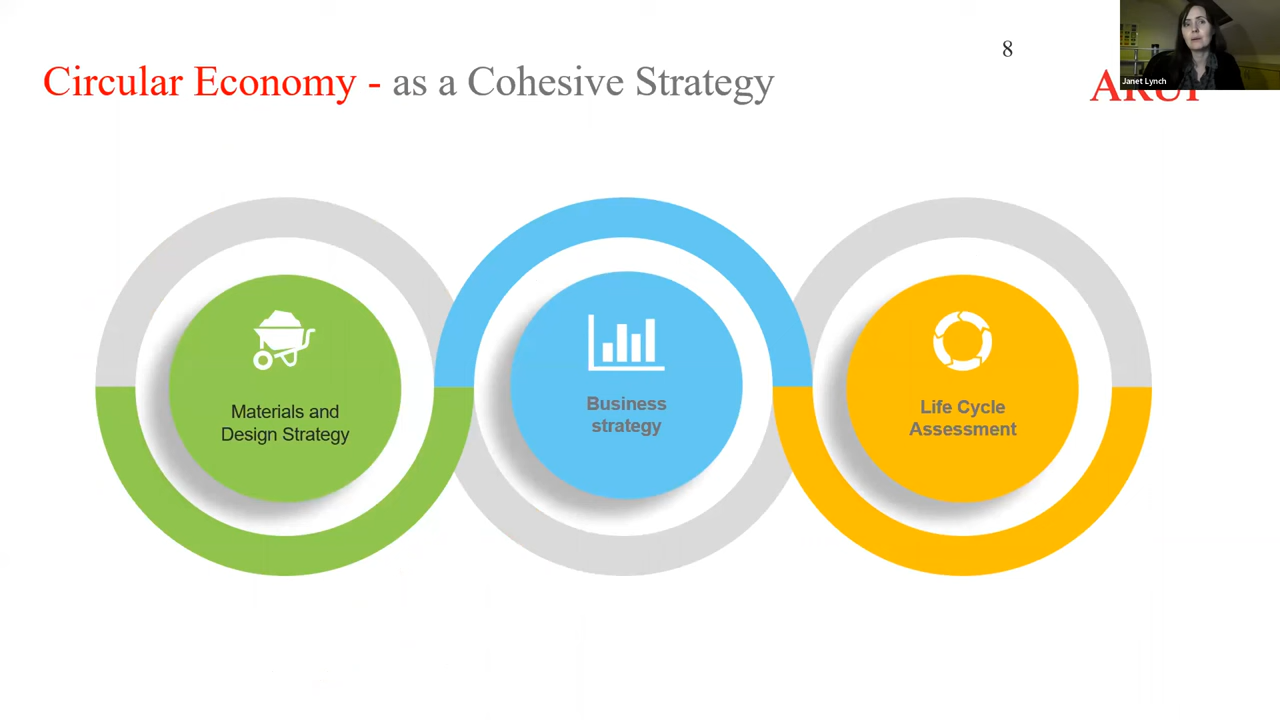 8
Circular Economy - as a Cohesive Strategy
Janet Lynch
Materials and
Design Strategy
Business
strategy
Life Cycle
Assessment